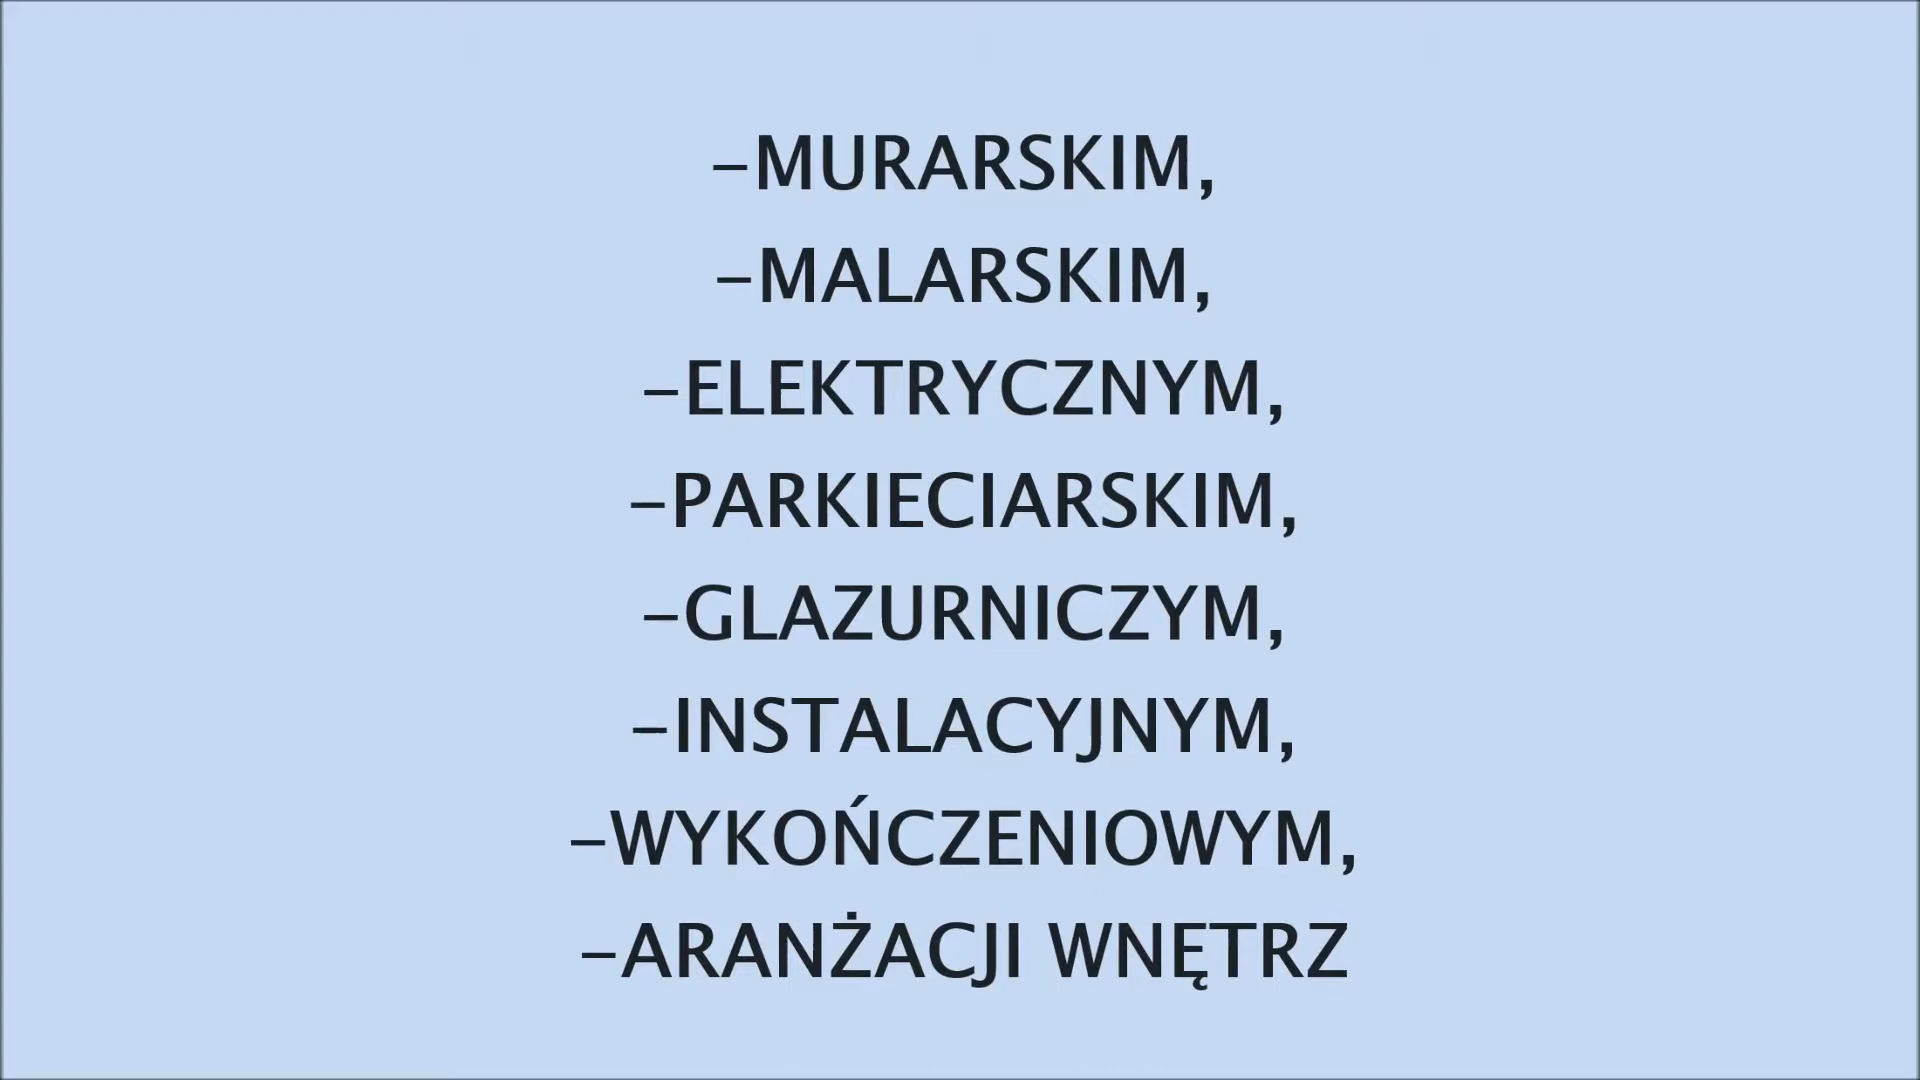 -MURARSKIM,
-MALARSKIM,
-ELEKTRYCZNYM,
-PARKIECIARSKIM,
-GLAZURNICZYM,
-INSTALACYJNYM,
-WYKOŃCZENIOWYM,
-ARANŻACJI WNĘTRZ